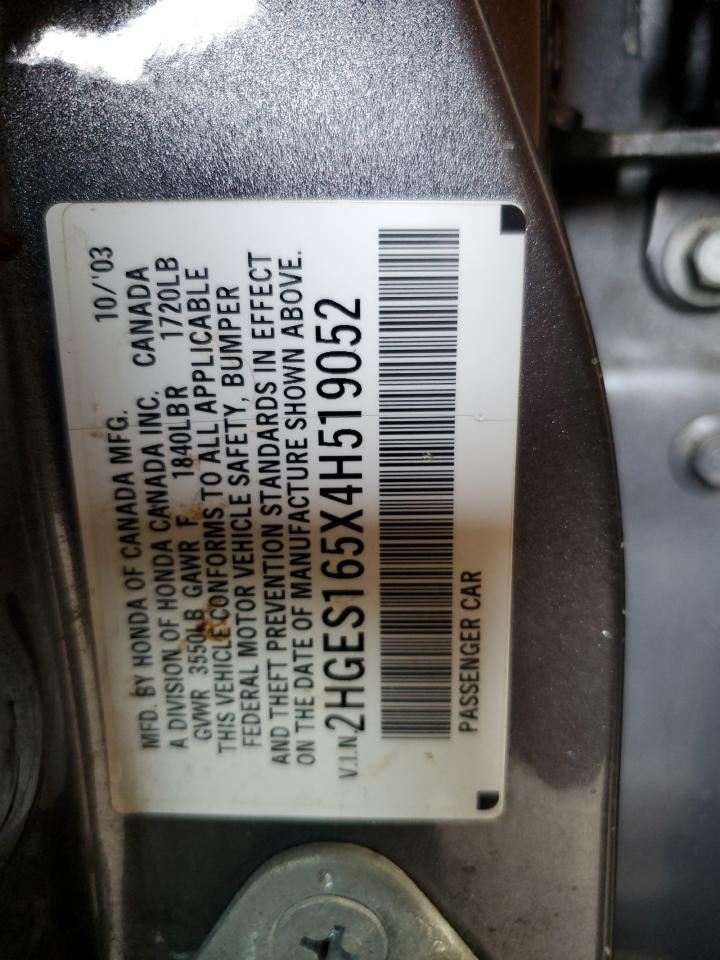 MFD. BY HONDA OF CANADA MFG. 10/'03
A DIVISION OF HONDA CANADA INC. CANADA
GVWR 3550LB GAWR F 1840LBR 1720LB
THIS VEHICLE CONFORMS TO ALL APPLICABLE
FEDERAL MOTOR VEHICLE SAFETY, BUMPER
AND THEFT PREVENTION STANDARDS IN EFFECT
ON THE DATE OF MANUFACTURE SHOWN ABOVE.
V.I.N. 2HGES165X4H519052
PASSENGER CAR